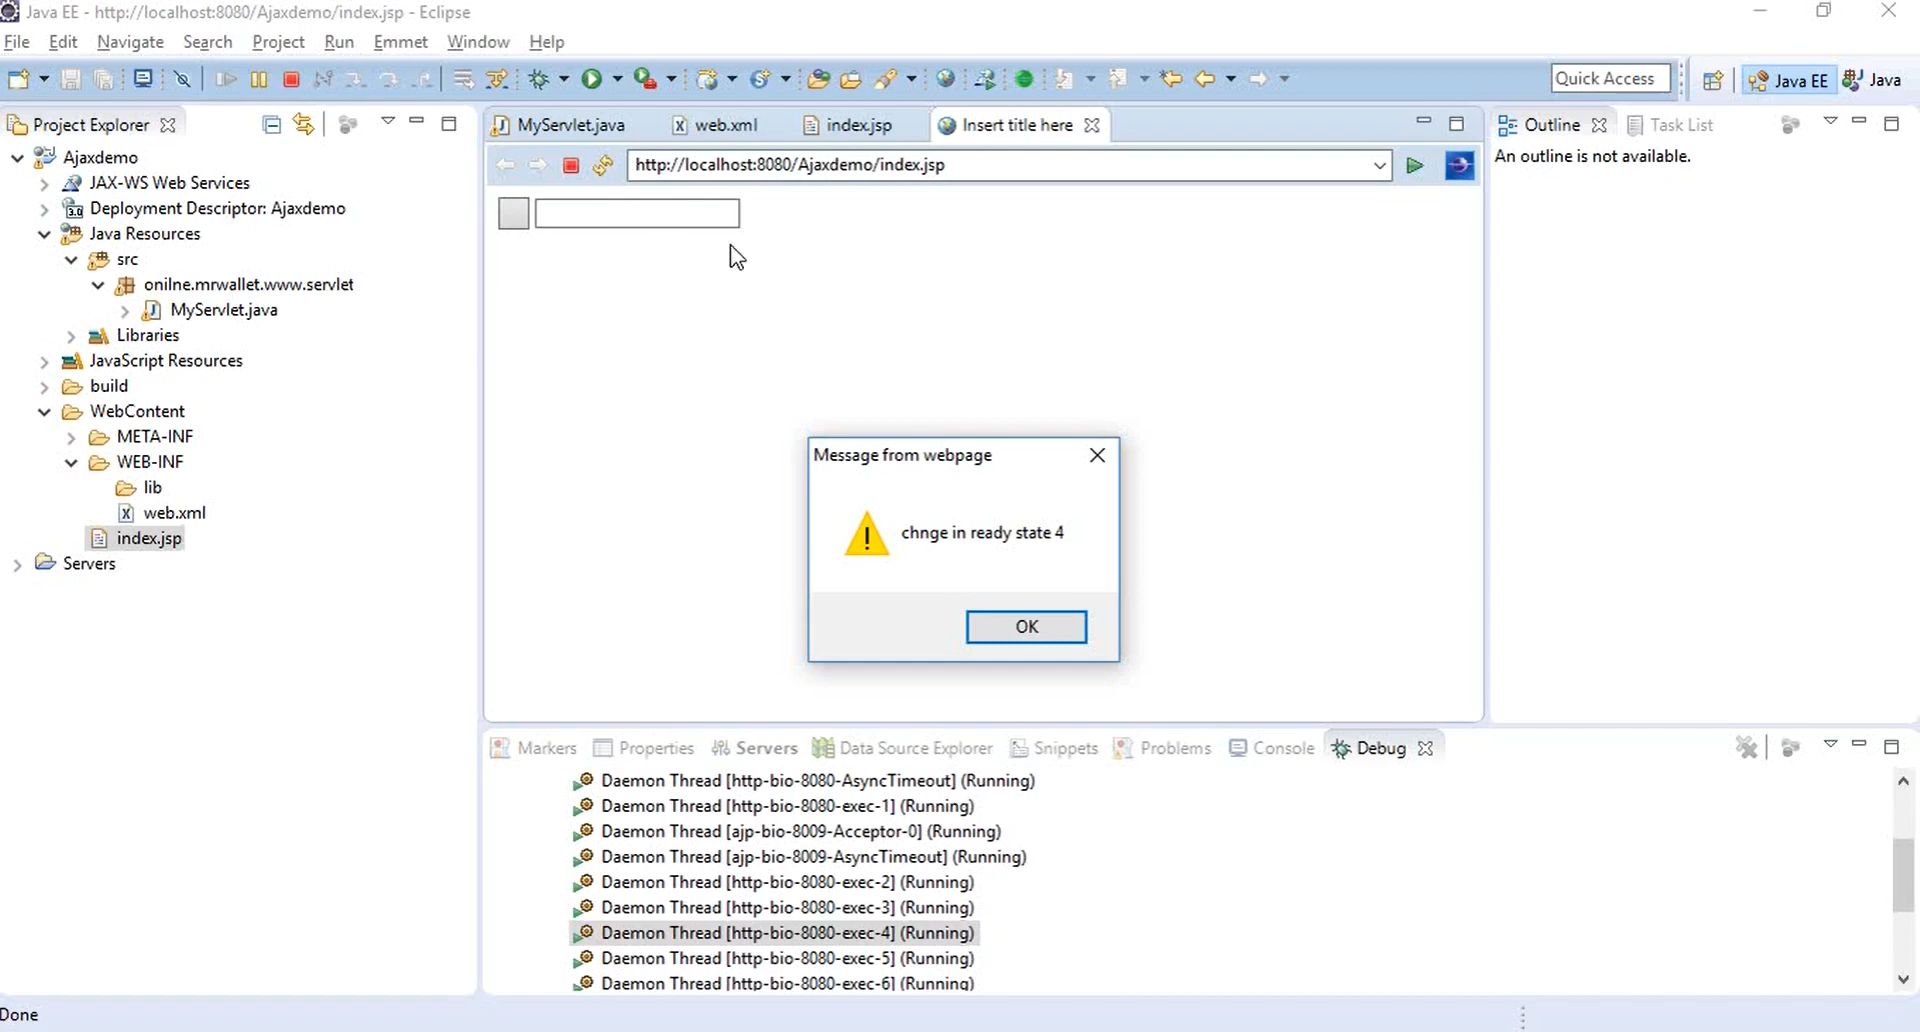 Java EE - http://localhost:8080/Ajaxdemo/index.jsp - Eclipse
File Edit Navigate Search Project Run Emmet Window Help
Quick Access Java EE Java
Project Explorer
Ajaxdemo
JAX-WS Web Services
3.0 Deployment Descriptor: Ajaxdemo
Java Resources
src
onilne.mrwallet.www.servlet
MyServlet.java
Libraries
JavaScript Resources
build
WebContent
META-INF
WEB-INF
lib
web.xml
index.jsp
Servers
MyServlet.java web.xml index.jsp Insert title here
http://localhost:8080/Ajaxdemo/index.jsp
Message from webpage
chnge in ready state 4
OK
Outline Task List
An outline is not available.
Markers Properties Servers Data Source Explorer Snippets Problems Console Debug
Daemon Thread [http-bio-8080-AsyncTimeout] (Running)
Daemon Thread [http-bio-8080-exec-1] (Running)
Daemon Thread [ajp-bio-8009-Acceptor-0] (Running)
Daemon Thread [ajp-bio-8009-AsyncTimeout] (Running)
Daemon Thread [http-bio-8080-exec-2] (Running)
Daemon Thread [http-bio-8080-exec-3] (Running)
Daemon Thread [http-bio-8080-exec-4] (Running)
Daemon Thread [http-bio-8080-exec-5] (Running)
Daemon Thread [http-bio-8080-exec-6] (Running)
Done